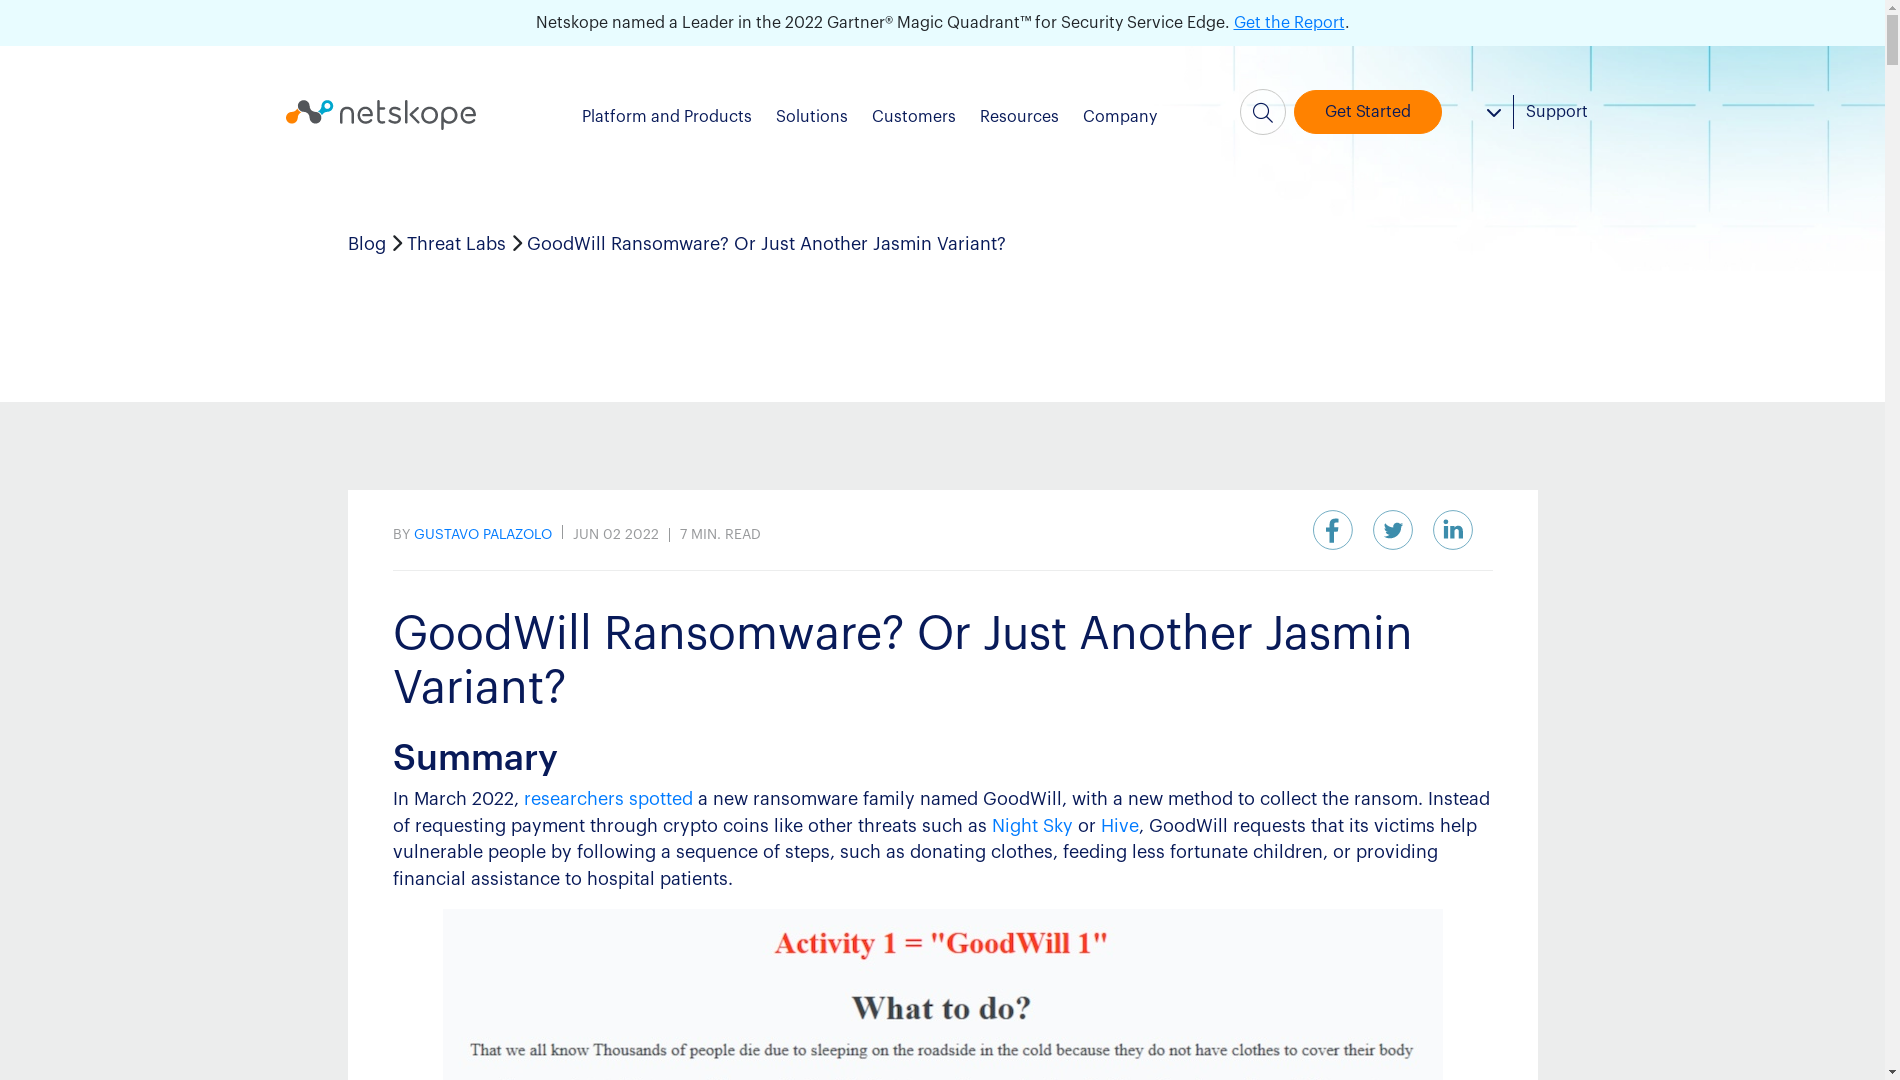 Netskope named a Leader in the 2022 Gartner® Magic Quadrant™ for Security Service Edge. Get the Report.
netskope
Platform and Products Solutions Customers Resources Company
Get Started
Support
Blog > Threat Labs > GoodWill Ransomware? Or Just Another Jasmin Variant?
BY GUSTAVO PALAZOLO | JUN 02 2022 | 7 MIN. READ
GoodWill Ransomware? Or Just Another Jasmin
Variant?
Summary
In March 2022, researchers spotted a new ransomware family named GoodWill, with a new method to collect the ransom. Instead
of requesting payment through crypto coins like other threats such as Night Sky or Hive, GoodWill requests that its victims help
vulnerable people by following a sequence of steps, such as donating clothes, feeding less fortunate children, or providing
financial assistance to hospital patients.
Activity 1 = "GoodWill 1"
What to do?
That we all know Thousands of people die due to sleeping on the roadside in the cold because they do not have clothes to cover their body